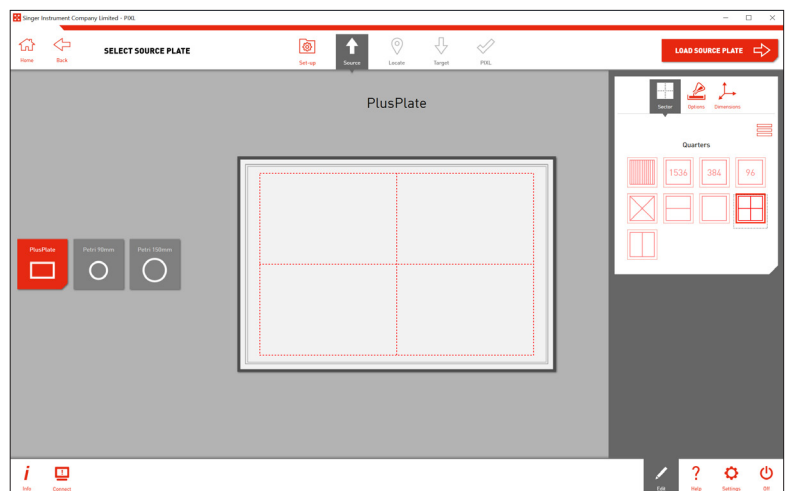 Singer Instrument Company Limited - PIXL
Home
Back
SELECT SOURCE PLATE
Set-up
Source
Locate
Target
PIXL
LOAD SOURCE PLATE
PlusPlate
PlusPlate
Petri 90mm
Petri 150mm
Sector
Options
Dimensions
Quarters
1536
384
96
Info
Connect
Edit
Help
Settings
Off